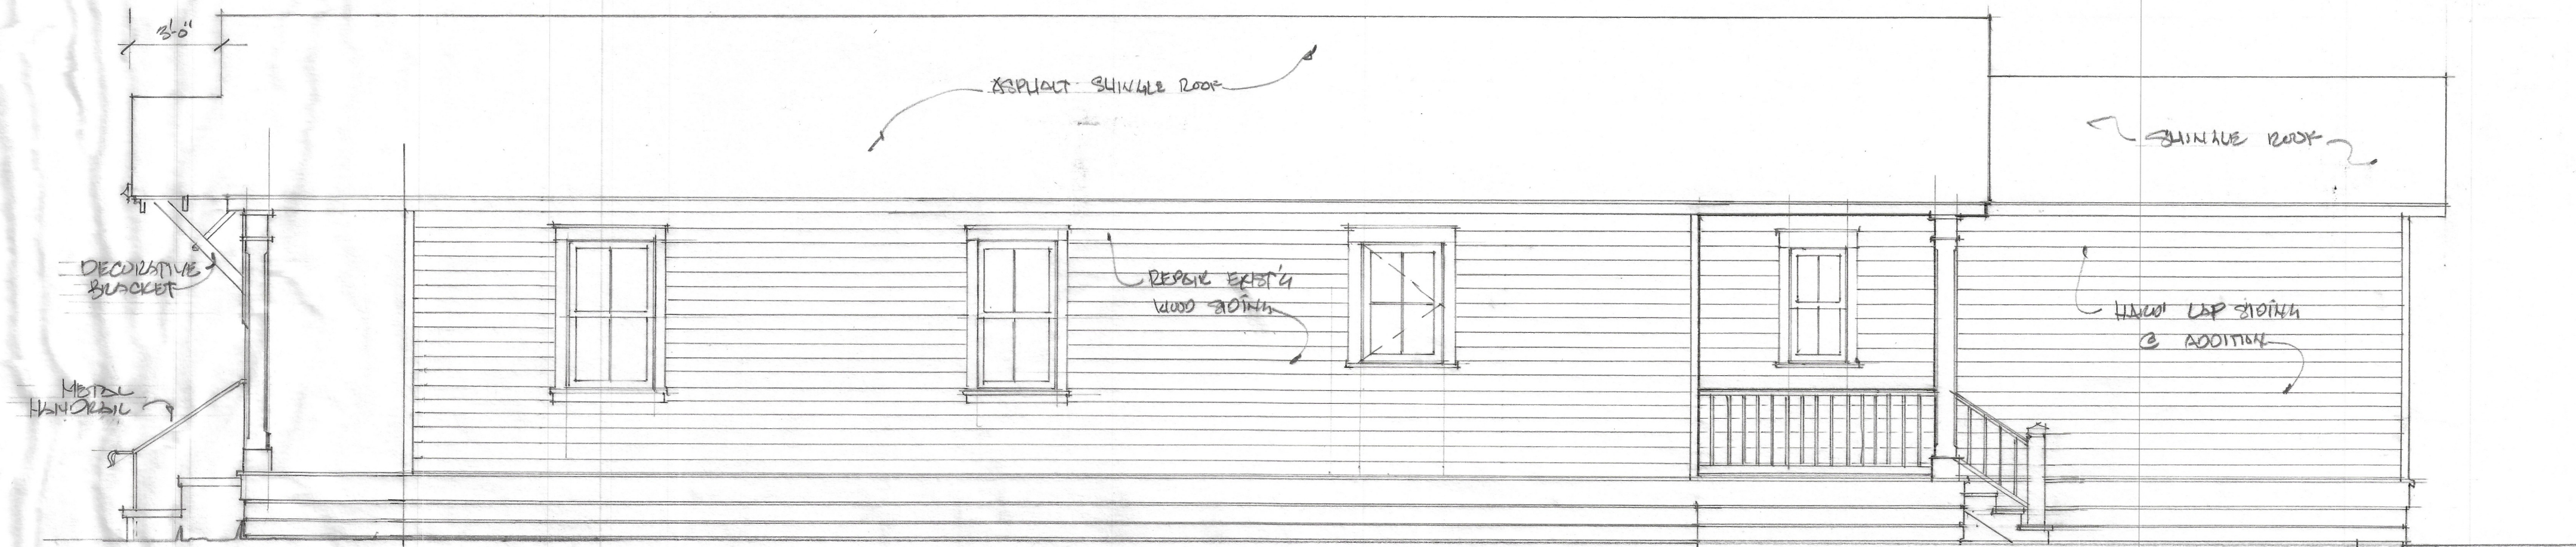 3'-0"
ASPHALT SHINGLE ROOF
SHINGLE ROOF
DECORATIVE
BRACKET
REPAIR EXIST'G
WOOD SIDING
HARDI LAP SIDING
@ ADDITION
METAL
HANDRAIL